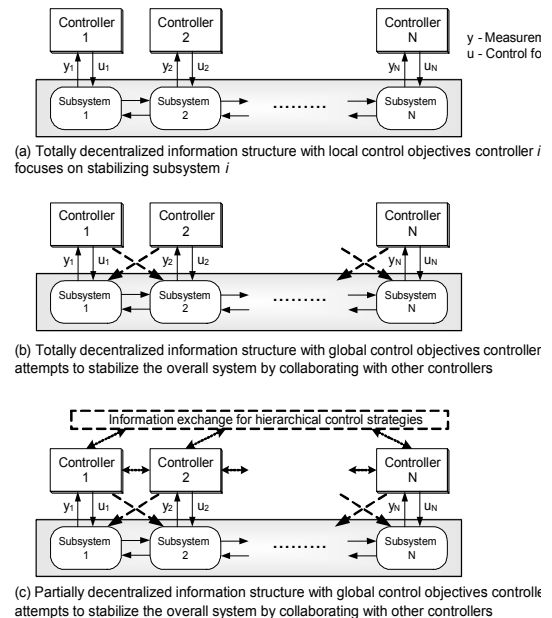 Controller 1
Controller 2
Controller N
y - Measurem
u - Control fo
y1 u1 y2 u2 yN uN
Subsystem 1
Subsystem 2
.........
Subsystem N
(a) Totally decentralized information structure with local control objectives controller i
focuses on stabilizing subsystem i
Controller 1
Controller 2
Controller N
y1 u1 y2 u2 yN uN
Subsystem 1
Subsystem 2
.........
Subsystem N
(b) Totally decentralized information structure with global control objectives controller
attempts to stabilize the overall system by collaborating with other controllers
Information exchange for hierarchical control strategies
Controller 1
Controller 2
Controller N
y1 u1 y2 u2 yN uN
Subsystem 1
Subsystem 2
.........
Subsystem N
(c) Partially decentralized information structure with global control objectives controlle
attempts to stabilize the overall system by collaborating with other controllers